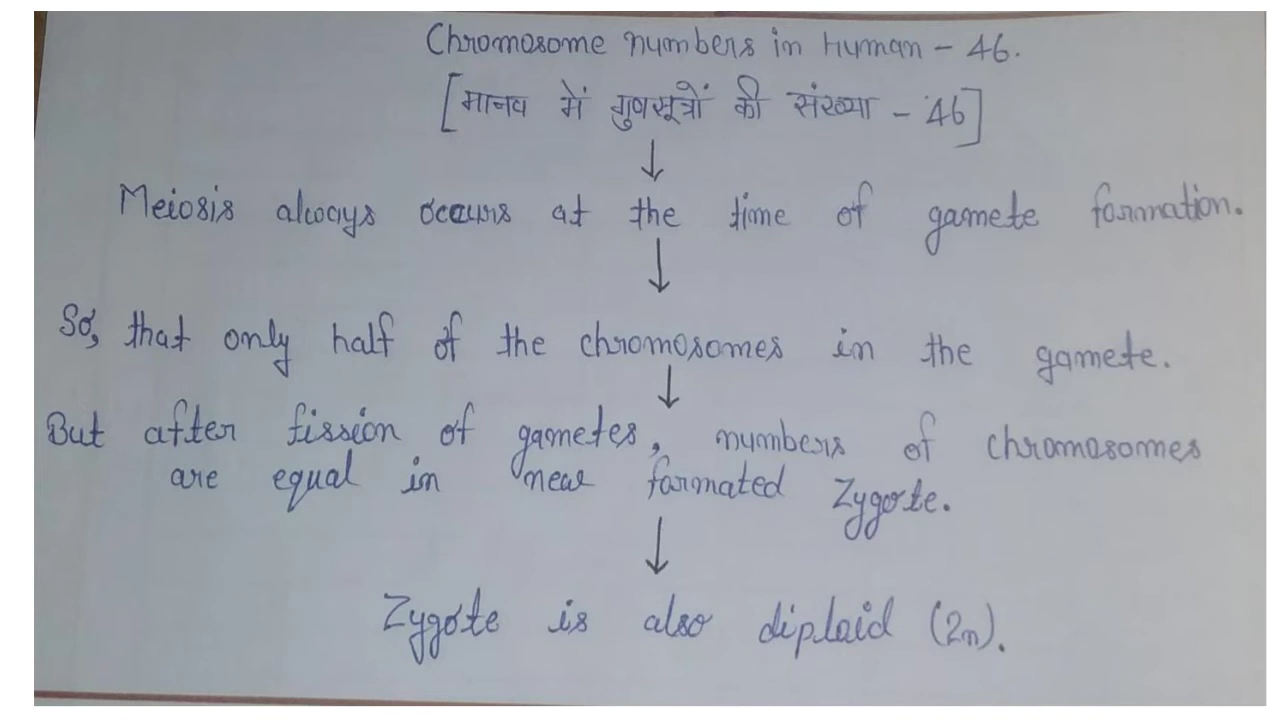 Chromosome numbers in Human - 46.
[मानव में गुणसूत्रों की संख्या - 46]
Meiosis always occurs at the time of gamete formation.
So, that only half of the chromosomes in the gamete.
But after fission of gametes, numbers of chromosomes
are equal in new formated Zygote.
Zygote is also diploid (2n).